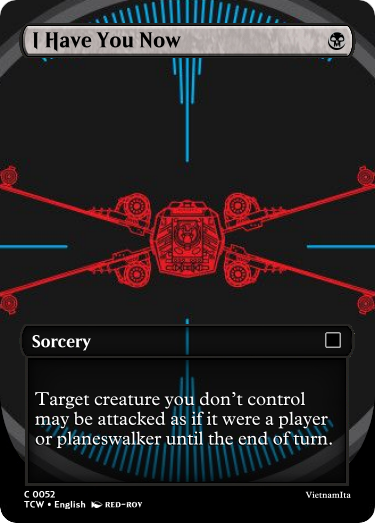 I Have You Now
Sorcery
Target creature you don't control
may be attacked as if it were a player
or planeswalker until the end of turn.
C 0052
TCW • English RED-ROY
VietnamIta